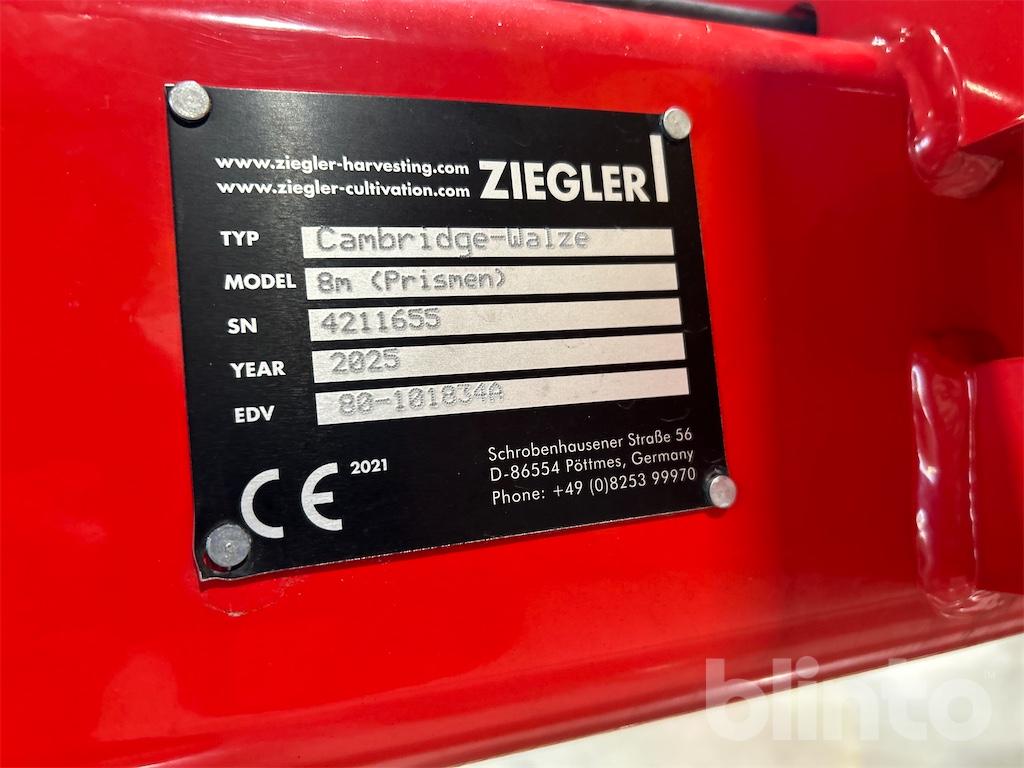 www.ziegler-harvesting.com
www.ziegler-cultivation.com
ZIEGLER
TYP Cambridge-Walze
MODEL 8m (Prismen)
SN 4211655
YEAR 2025
EDV 80-101834A
CE 2021
Schrobenhausener Straße 56
D-86554 Pöttmes, Germany
Phone: +49 (0)8253 99970
blinto™